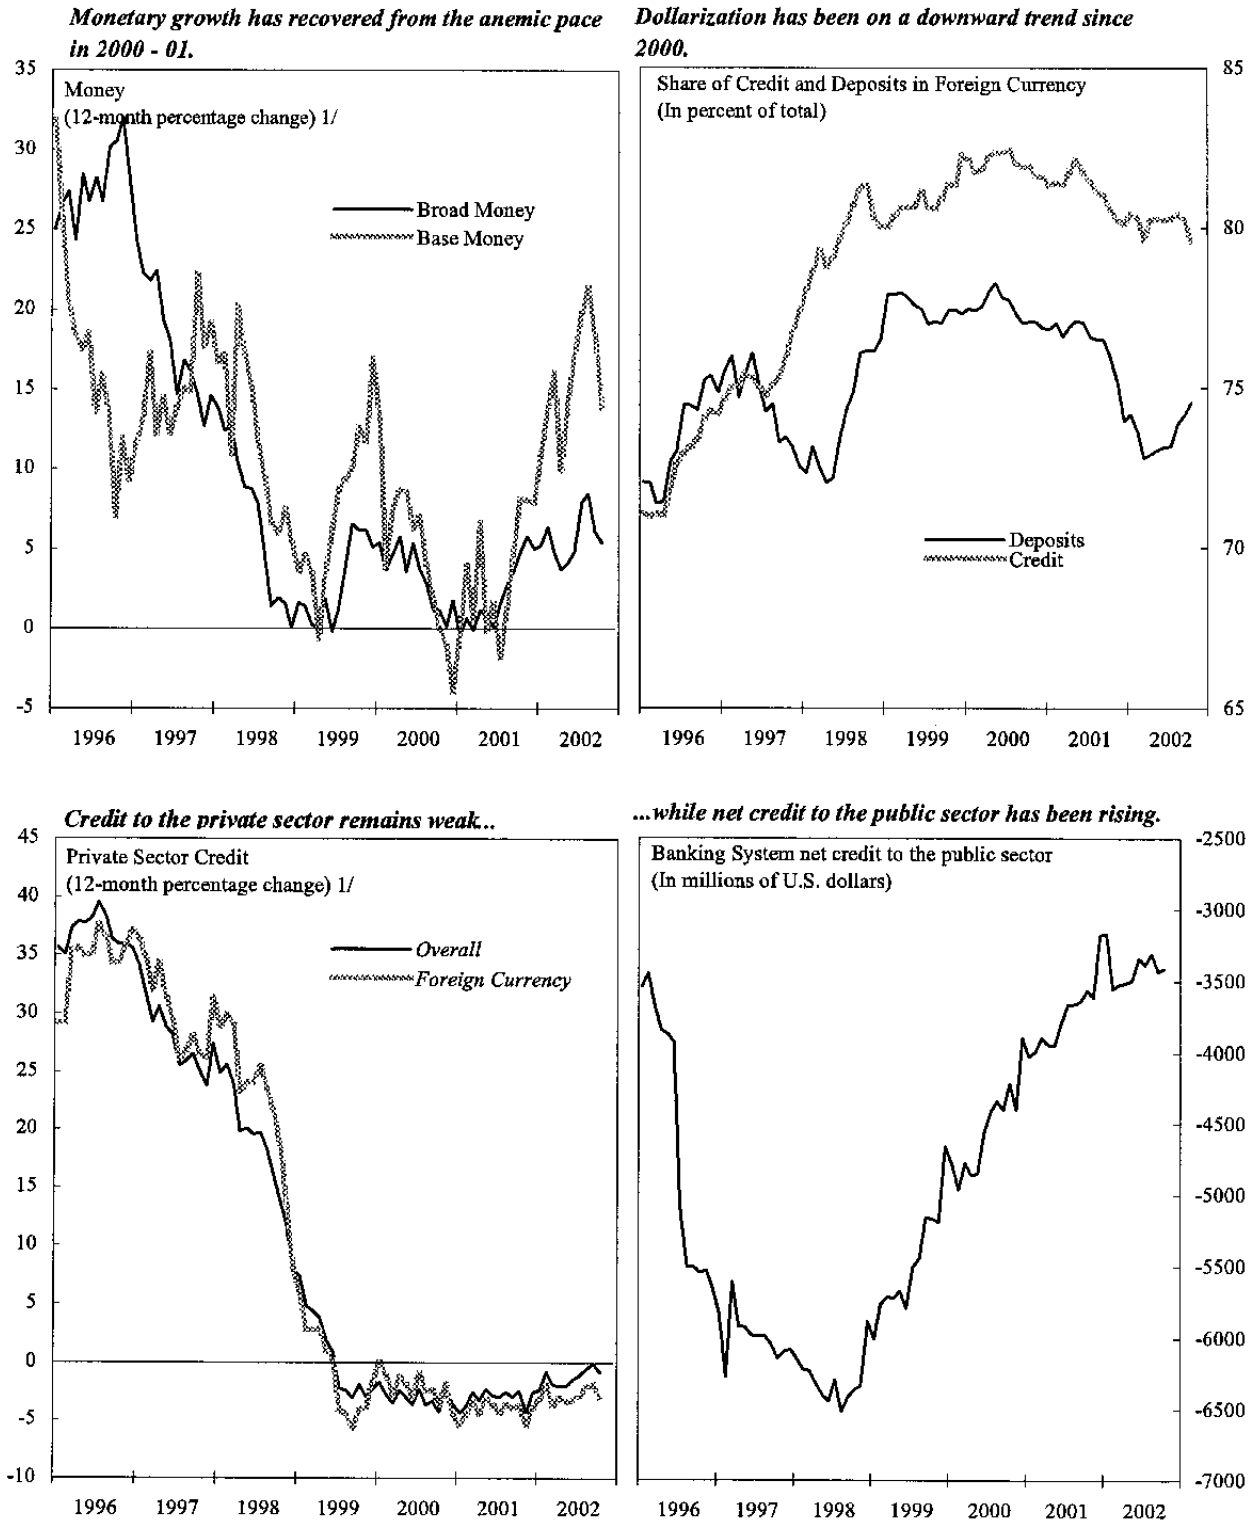 Monetary growth has recovered from the anemic pace
in 2000 - 01.
35
Money
(12-month percentage change) 1/
30
25
20
15
10
5
0
-5
Broad Money
Base Money
1996 1997 1998 1999 2000 2001 2002
Dollarization has been on a downward trend since
2000.
85
Share of Credit and Deposits in Foreign Currency
(In percent of total)
80
75
70
65
Deposits
Credit
1996 1997 1998 1999 2000 2001 2002
Credit to the private sector remains weak...
45
Private Sector Credit
(12-month percentage change) 1/
40
35
30
25
20
15
10
5
0
-5
-10
Overall
Foreign Currency
1996 1997 1998 1999 2000 2001 2002
...while net credit to the public sector has been rising.
-2500
Banking System net credit to the public sector
(In millions of U.S. dollars)
-3000
-3500
-4000
-4500
-5000
-5500
-6000
-6500
-7000
1996 1997 1998 1999 2000 2001 2002